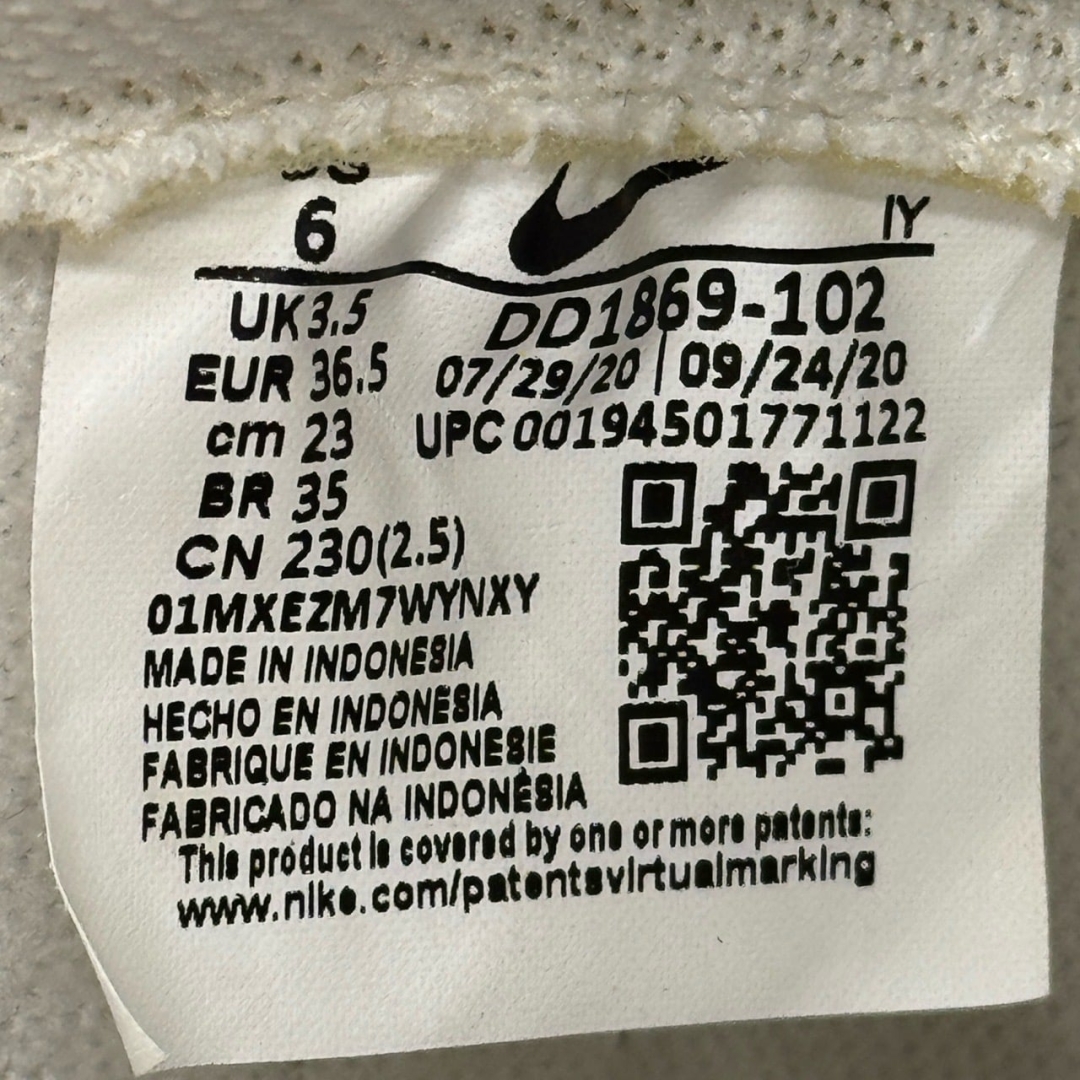 6 IY
UK 3.5 DD1869-102
EUR 36.5 07/29/20 | 09/24/20
cm 23 UPC 00194501771122
BR 35
CN 230(2.5)
01MXEZM7WYNXY
MADE IN INDONESIA
HECHO EN INDONESIA
FABRIQUE EN INDONESIE
FABRICADO NA INDONÉSIA
This product is covered by one or more patents:
www.nike.com/patentsvirtualmarking